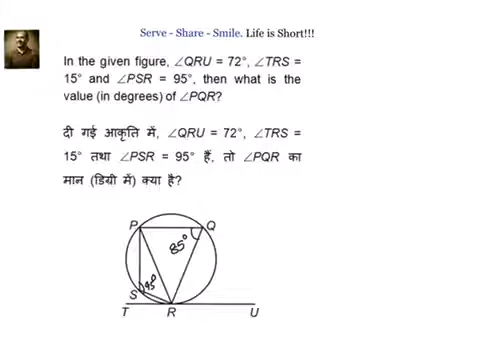 Serve - Share - Smile. Life is Short!!!
In the given figure, ∠QRU = 72°, ∠TRS =
15° and ∠PSR = 95°, then what is the
value (in degrees) of ∠PQR?
दी गई आकृति में, ∠QRU = 72°, ∠TRS =
15° तथा ∠PSR = 95° हैं, तो ∠PQR का
मान (डिग्री में) क्या है?
P Q
85°
S 95°
T R U